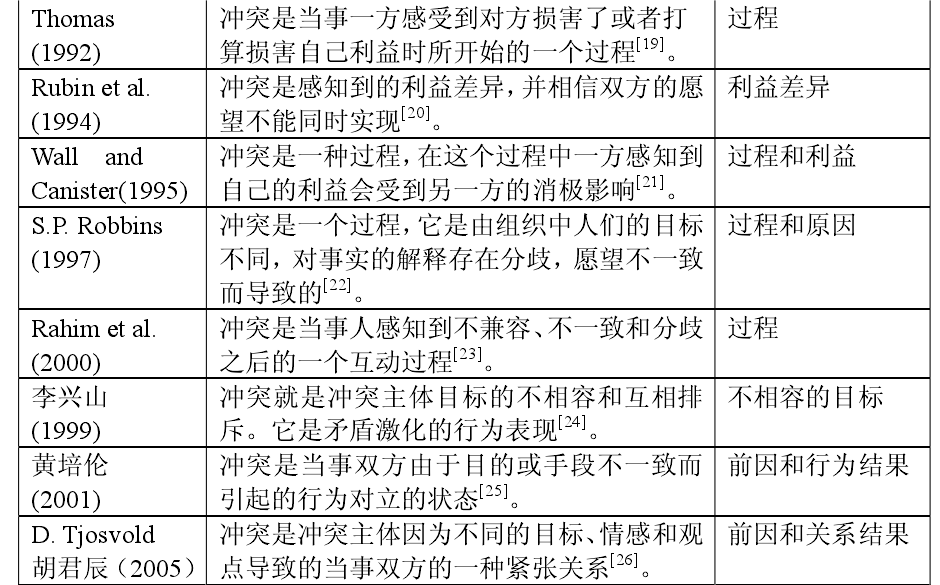 Thomas
(1992)
冲突是当事一方感受到对方损害了或者打
算损害自己利益时所开始的一个过程[19]。
过程
Rubin et al.
(1994)
冲突是感知到的利益差异，并相信双方的愿
望不能同时实现[20]。
利益差异
Wall and
Canister(1995)
冲突是一种过程，在这个过程中一方感知到
自己的利益会受到另一方的消极影响[21]。
过程和利益
S.P. Robbins
(1997)
冲突是一个过程，它是由组织中人们的目标
不同，对事实的解释存在分歧，愿望不一致
而导致的[22]。
过程和原因
Rahim et al.
(2000)
冲突是当事人感知到不兼容、不一致和分歧
之后的一个互动过程[23]。
过程
李兴山
(1999)
冲突就是冲突主体目标的不相容和互相排
斥。它是矛盾激化的行为表现[24]。
不相容的目标
黄培伦
(2001)
冲突是当事双方由于目的或手段不一致而
引起的行为对立的状态[25]。
前因和行为结果
D. Tjosvold
胡君辰（2005）
冲突是冲突主体因为不同的目标、情感和观
点导致的当事双方的一种紧张关系[26]。
前因和关系结果